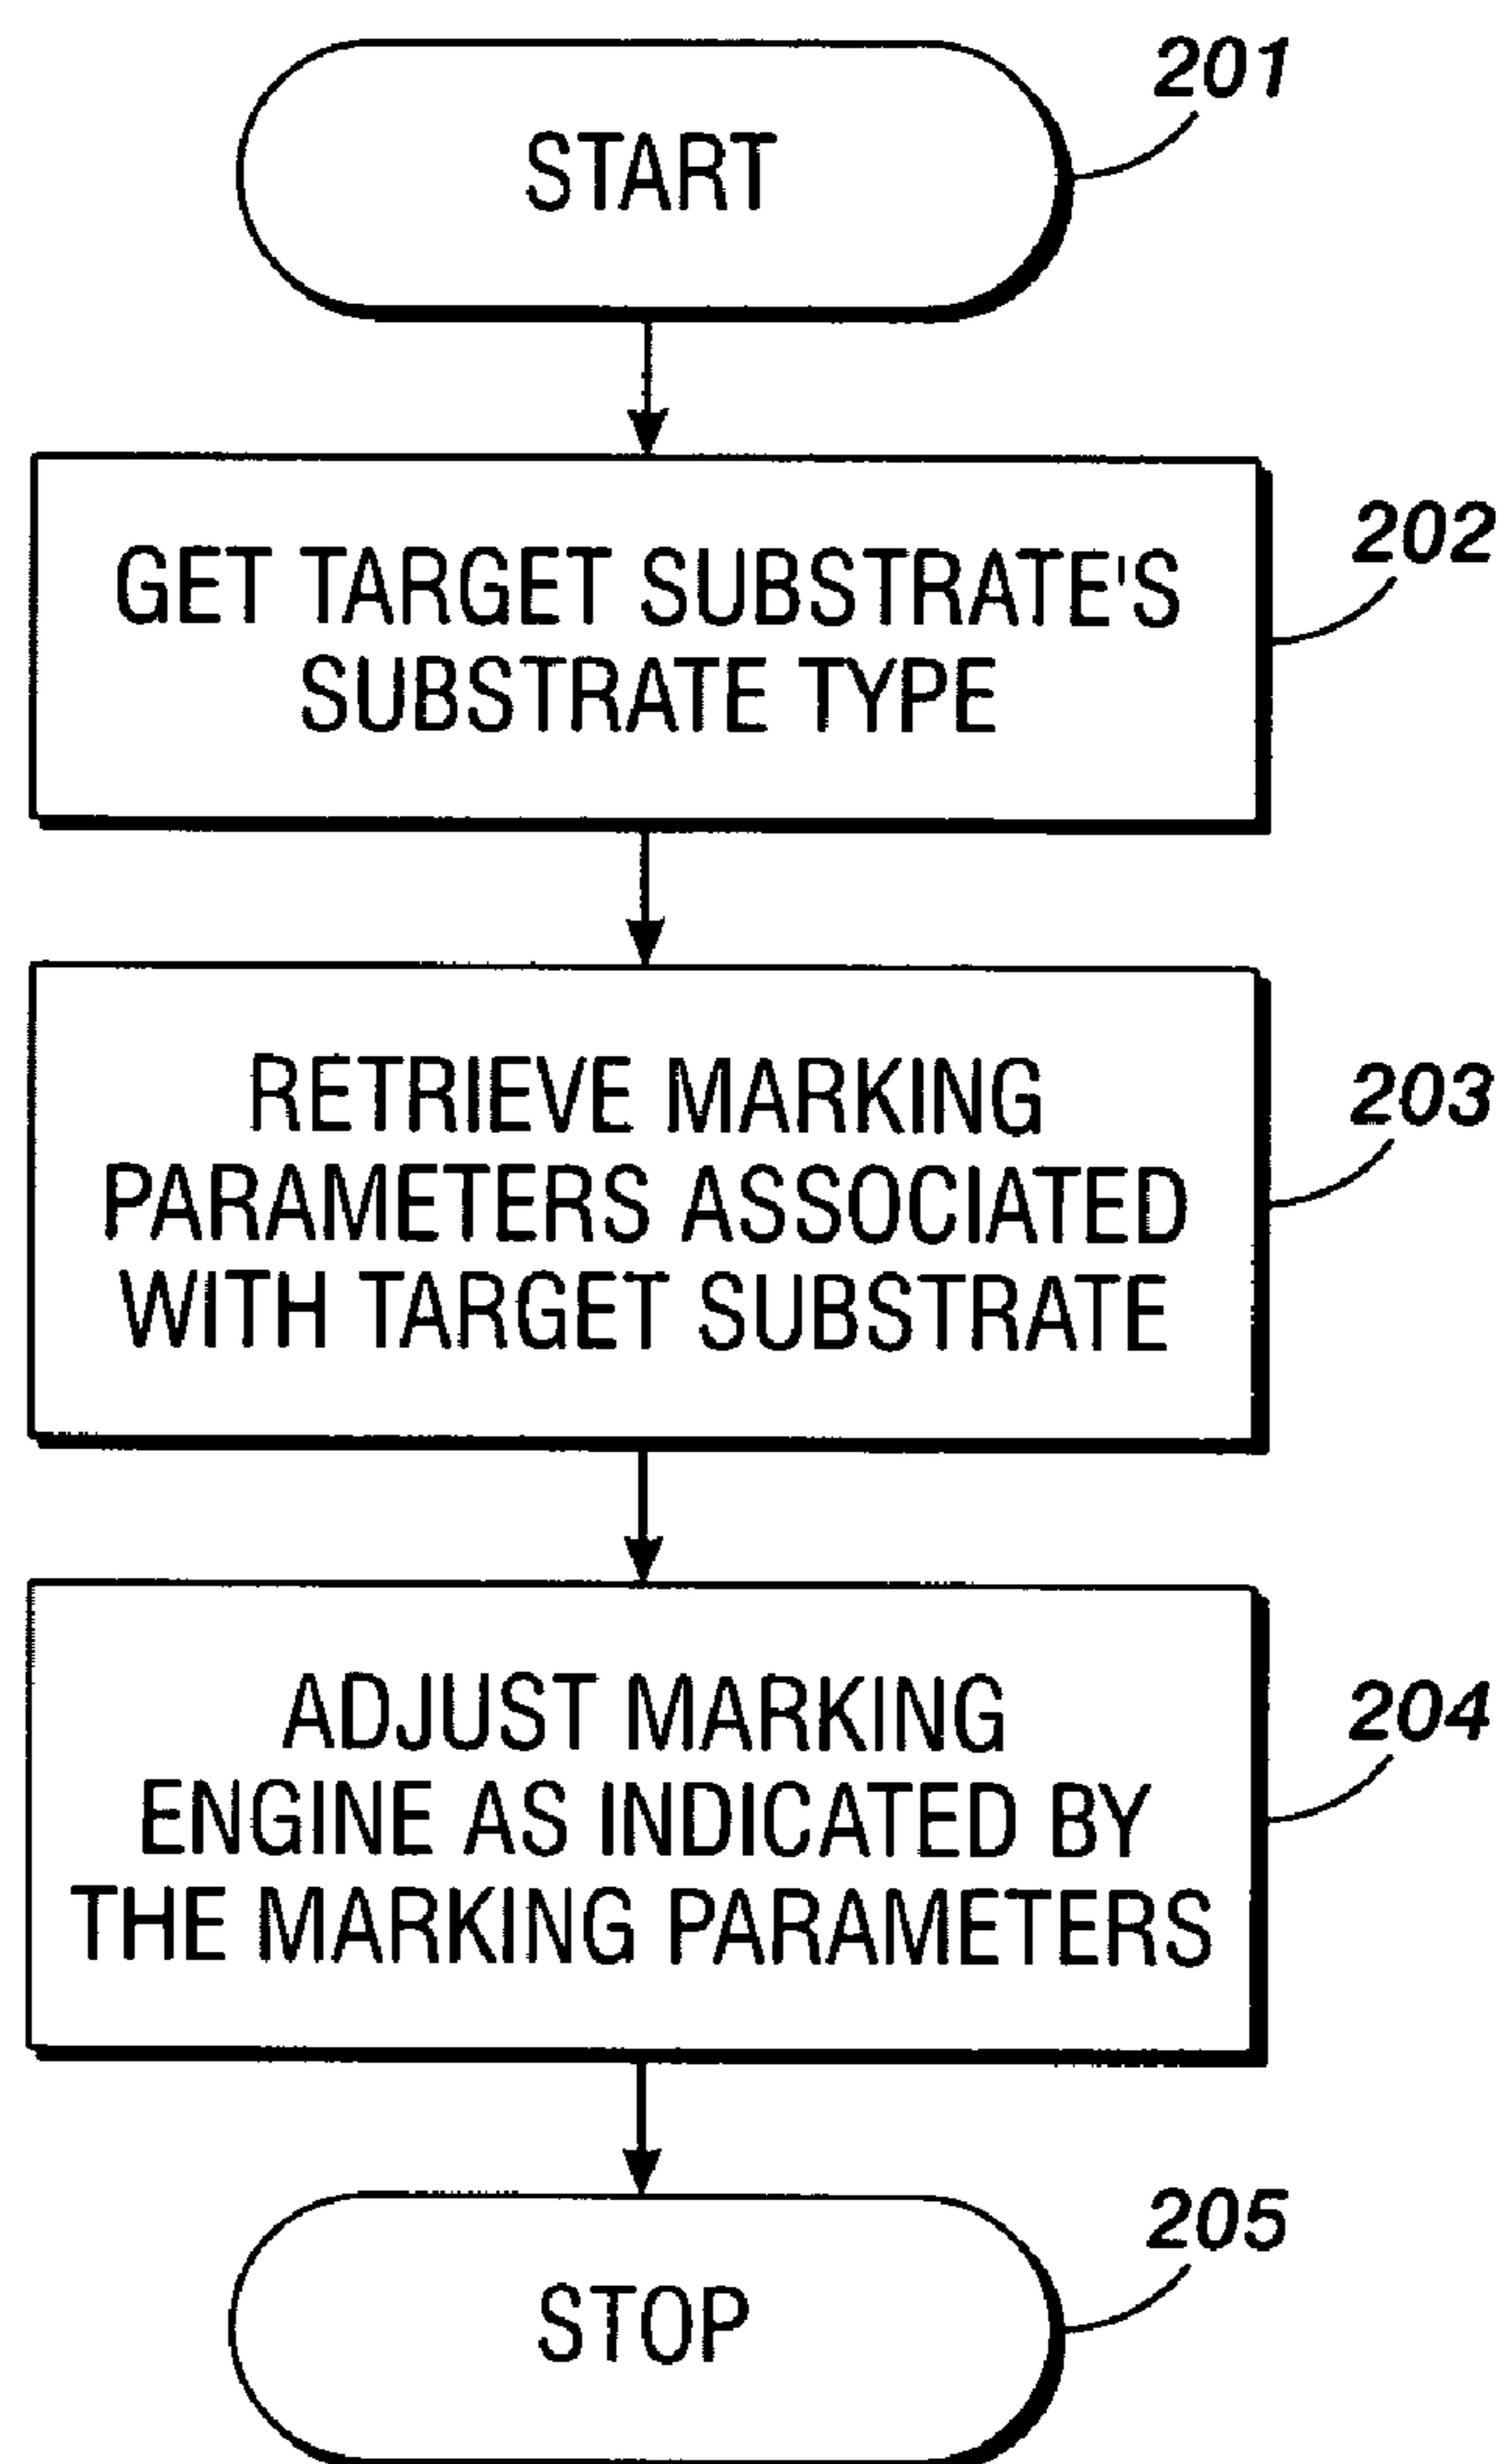 201
START
202
GET TARGET SUBSTRATE'S
SUBSTRATE TYPE
203
RETRIEVE MARKING
PARAMETERS ASSOCIATED
WITH TARGET SUBSTRATE
204
ADJUST MARKING
ENGINE AS INDICATED BY
THE MARKING PARAMETERS
205
STOP